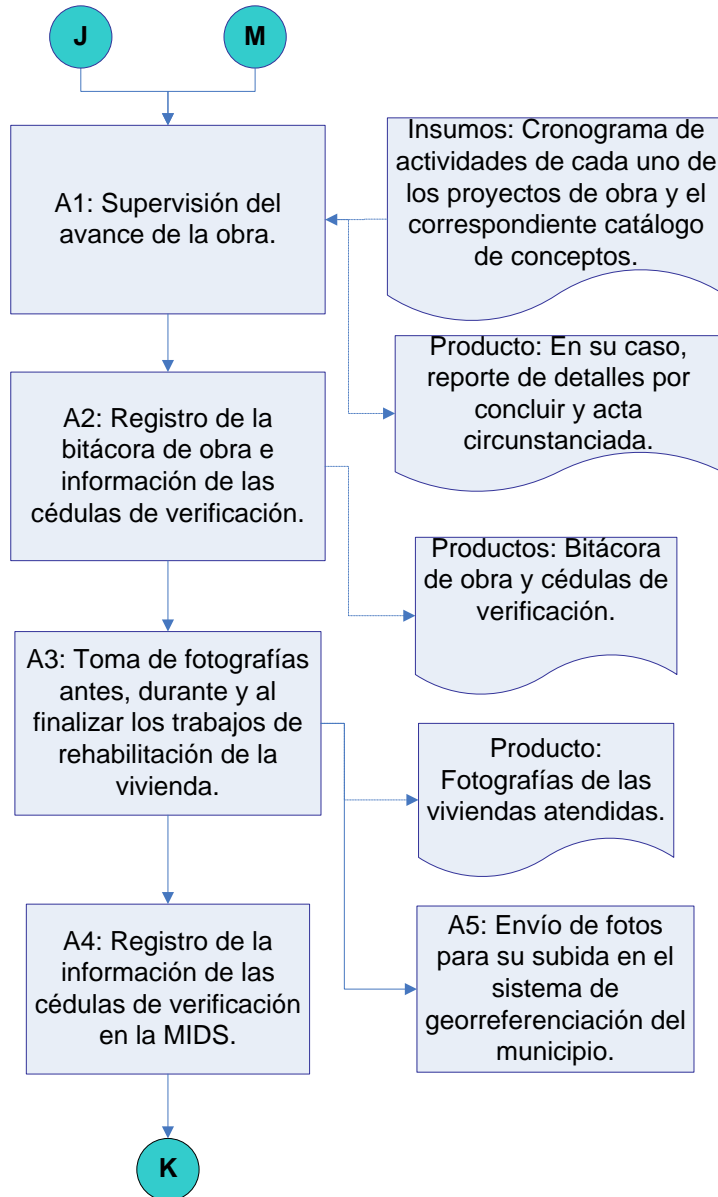 J
M
A1: Supervisión del
avance de la obra.
Insumos: Cronograma de
actividades de cada uno de
los proyectos de obra y el
correspondiente catálogo
de conceptos.
Producto: En su caso,
reporte de detalles por
concluir y acta
circunstanciada.
A2: Registro de la
bitácora de obra e
información de las
cédulas de verificación.
Productos: Bitácora
de obra y cédulas de
verificación.
A3: Toma de fotografías
antes, durante y al
finalizar los trabajos de
rehabilitación de la
vivienda.
Producto:
Fotografías de las
viviendas atendidas.
A4: Registro de la
información de las
cédulas de verificación
en la MIDS.
A5: Envío de fotos
para su subida en el
sistema de
georreferenciación del
municipio.
K